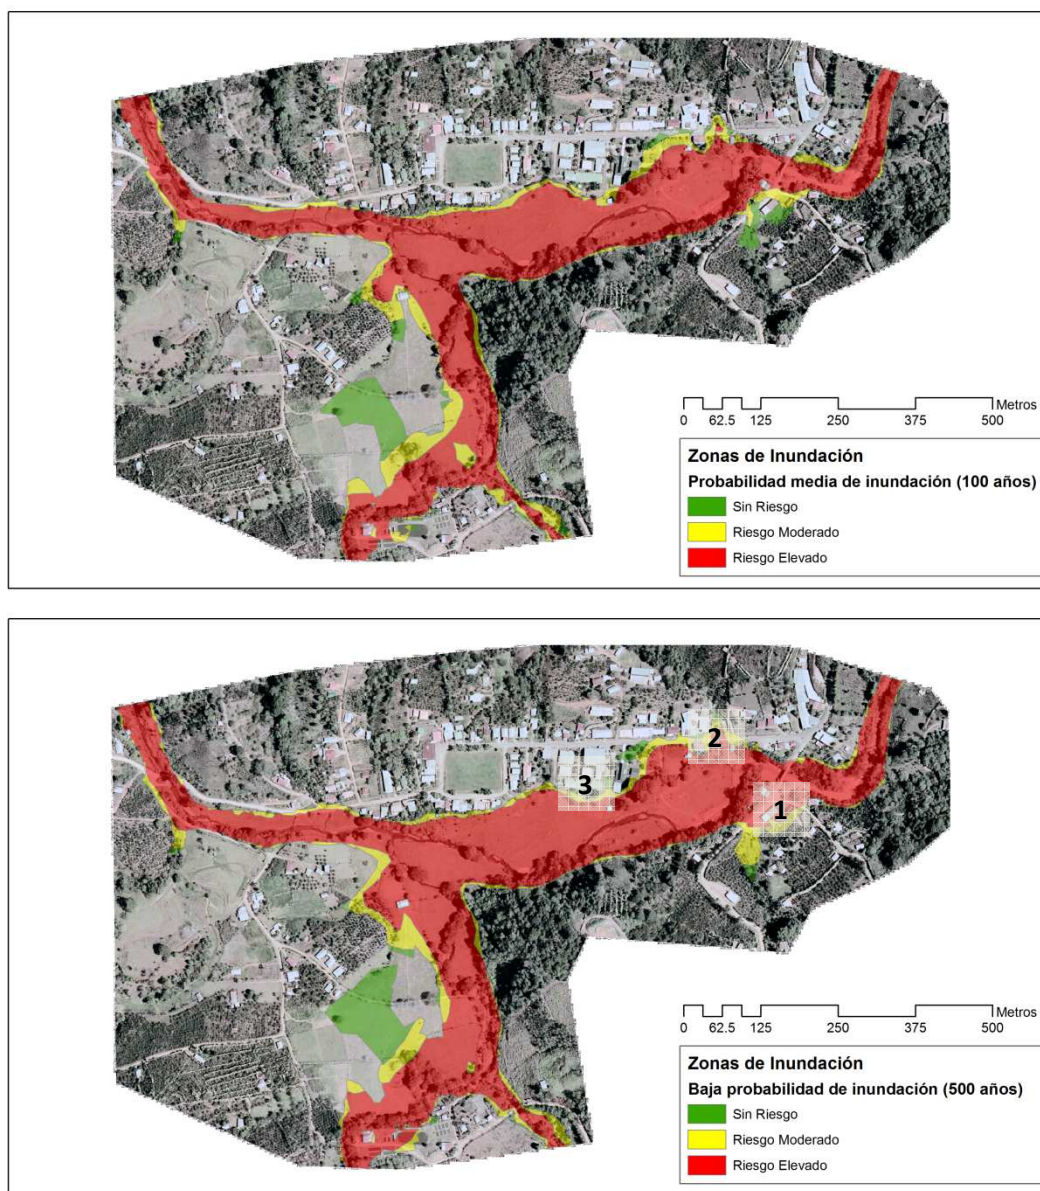 Metros
0 62.5 125 250 375 500
Zonas de Inundación
Probabilidad media de inundación (100 años)
Sin Riesgo
Riesgo Moderado
Riesgo Elevado
2
3
1
Metros
0 62.5 125 250 375 500
Zonas de Inundación
Baja probabilidad de inundación (500 años)
Sin Riesgo
Riesgo Moderado
Riesgo Elevado